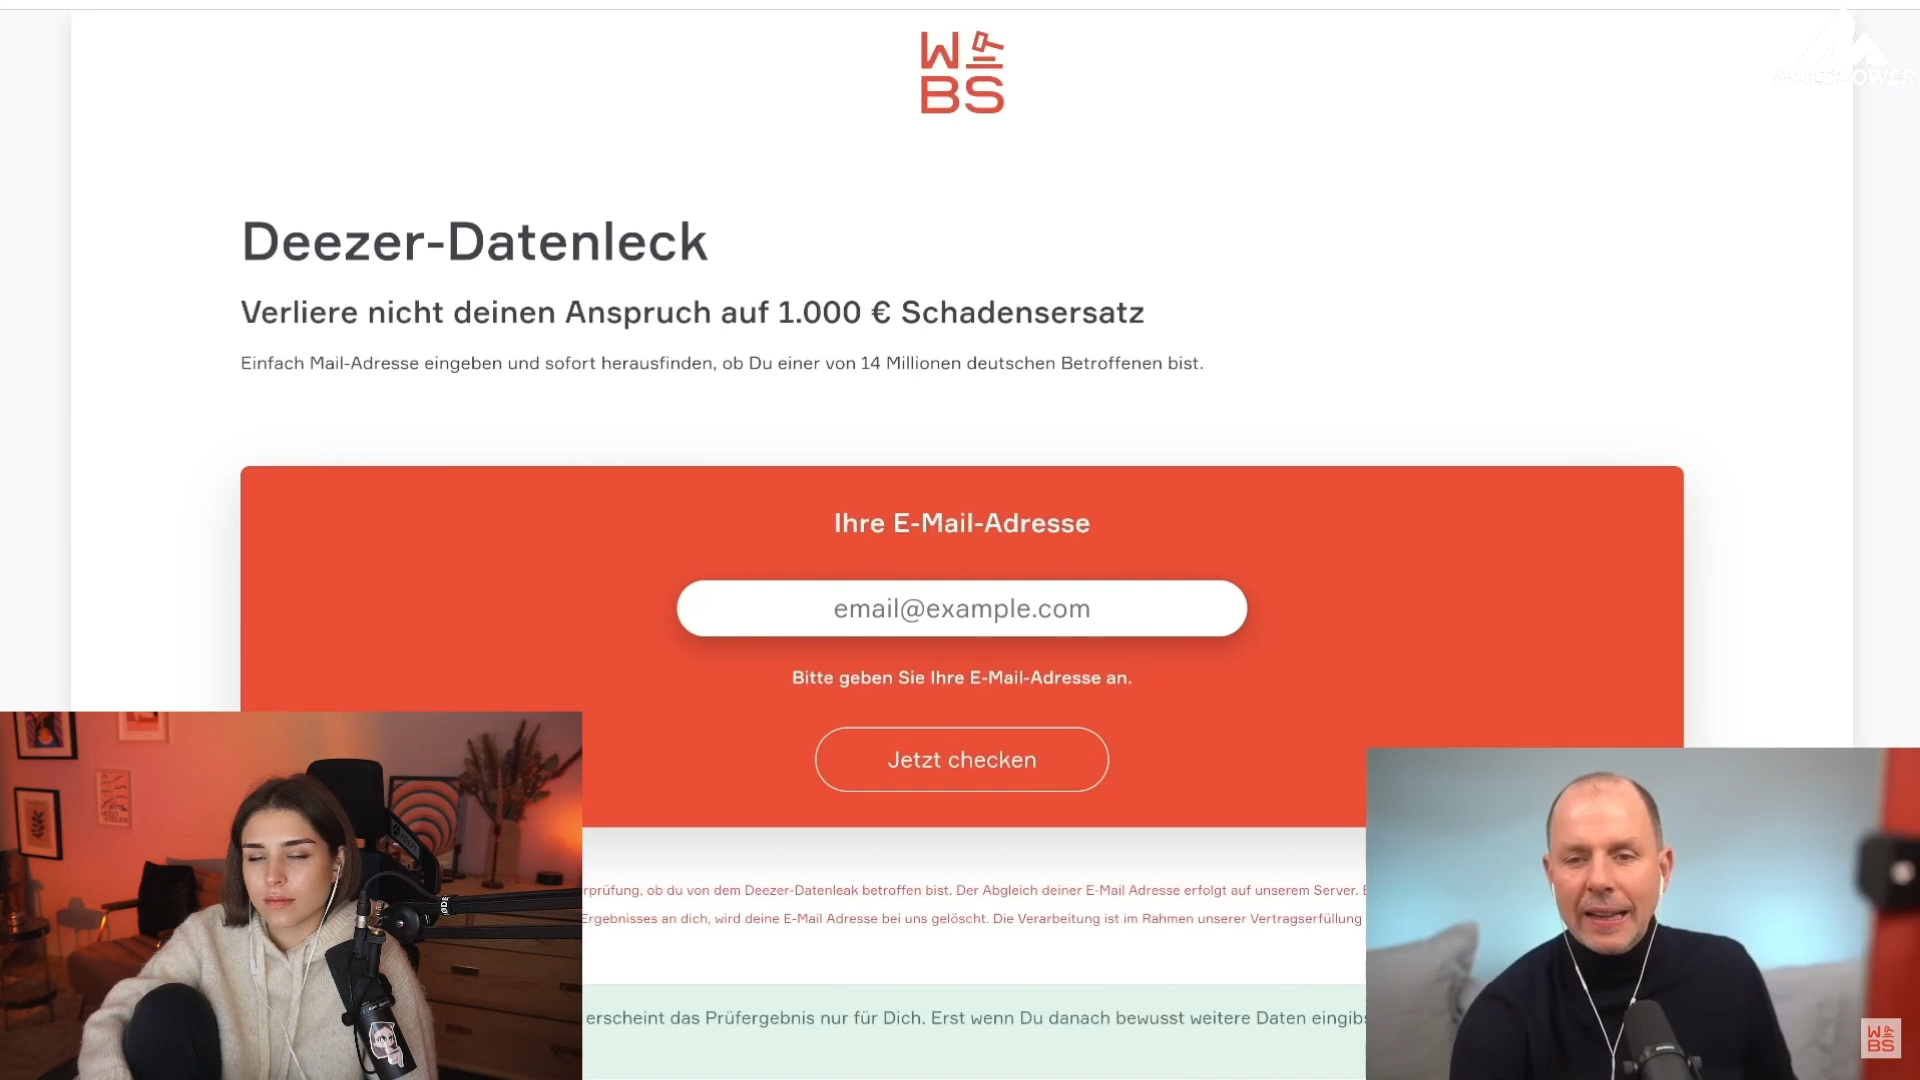 W
BS
MULTIPOWER
Deezer-Datenleck
Verliere nicht deinen Anspruch auf 1.000 € Schadensersatz
Einfach Mail-Adresse eingeben und sofort herausfinden, ob Du einer von 14 Millionen deutschen Betroffenen bist.
Ihre E-Mail-Adresse
email@example.com
Bitte geben Sie Ihre E-Mail-Adresse an.
Jetzt checken
rprüfung, ob du von dem Deezer-Datenleak betroffen bist. Der Abgleich deiner E-Mail Adresse erfolgt auf unserem Server.
Ergebnisses an dich, wird deine E-Mail Adresse bei uns gelöscht. Die Verarbeitung ist im Rahmen unserer Vertragserfüllung
erscheint das Prüfergebnis nur für Dich. Erst wenn Du danach bewusst weitere Daten eingibs
W
BS